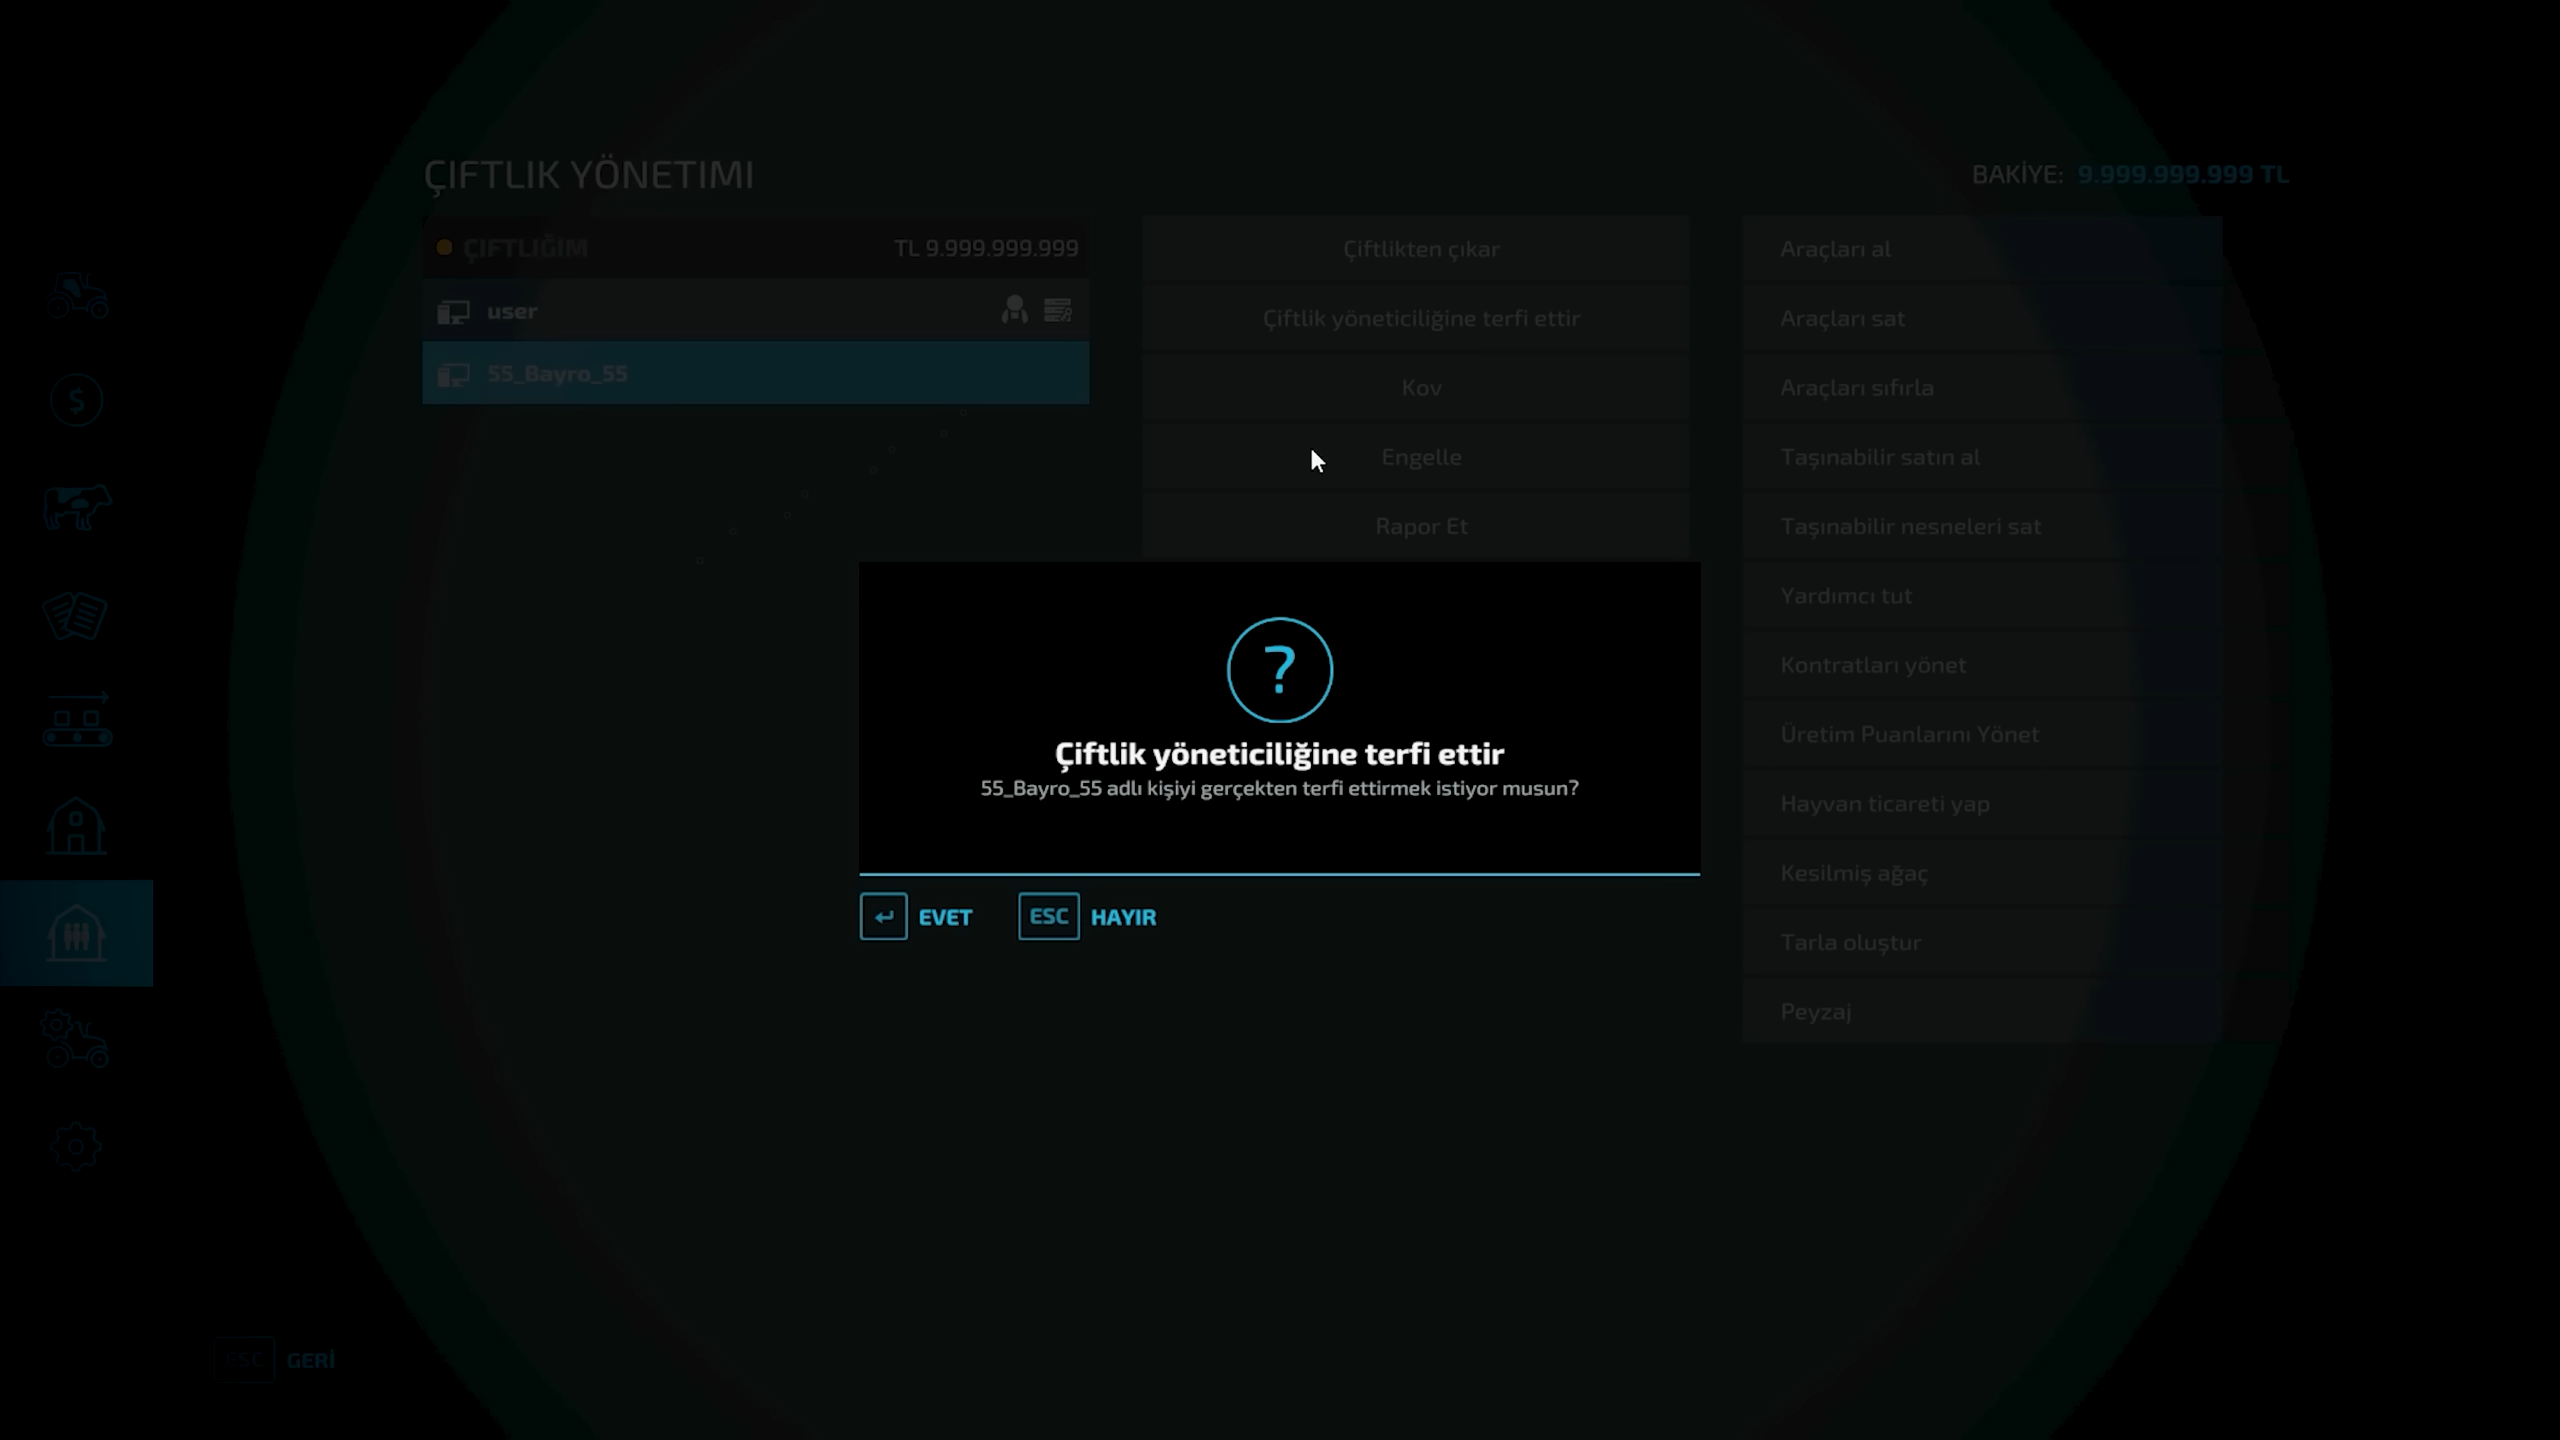 ÇIFTLIK YÖNETIMI
BAKİYE: 9.999.999.999 TL
ÇIFTLIĞIM TL 9.999.999.999
user
55_Bayro_55
Çiftlikten çıkar
Çiftlik yöneticiliğine terfi ettir
Kov
Engelle
Rapor Et
Araçları al
Araçları sat
Araçları sıfırla
Taşınabilir satın al
Taşınabilir nesneleri sat
Yardımcı tut
Kontratları yönet
Üretim Puanlarını Yönet
Hayvan ticareti yap
Kesilmiş ağaç
Tarla oluştur
Peyzaj
?
Çiftlik yöneticiliğine terfi ettir
55_Bayro_55 adlı kişiyi gerçekten terfi ettirmek istiyor musun?
EVET
ESC HAYIR
ESC GERİ